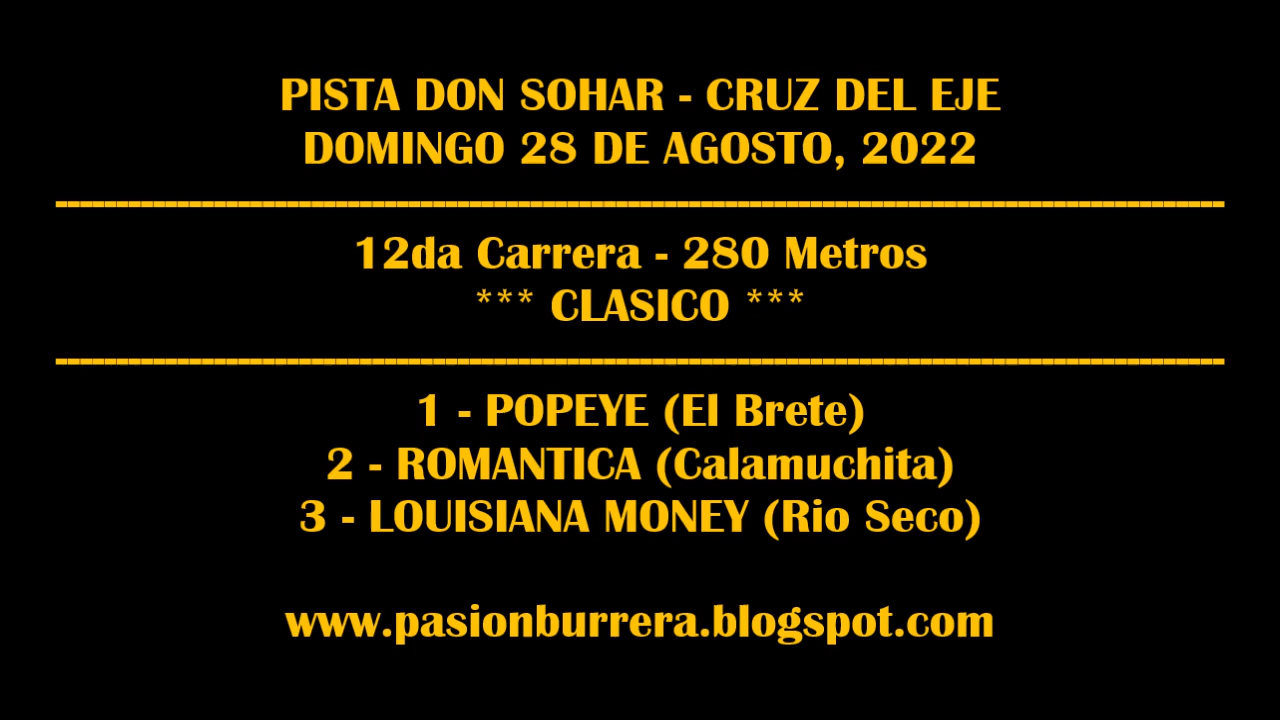 PISTA DON SOHAR - CRUZ DEL EJE
DOMINGO 28 DE AGOSTO, 2022
12da Carrera - 280 Metros
*** CLASICO ***
1 - POPEYE (El Brete)
2 - ROMANTICA (Calamuchita)
3 - LOUISIANA MONEY (Rio Seco)
www.pasionburrera.blogspot.com